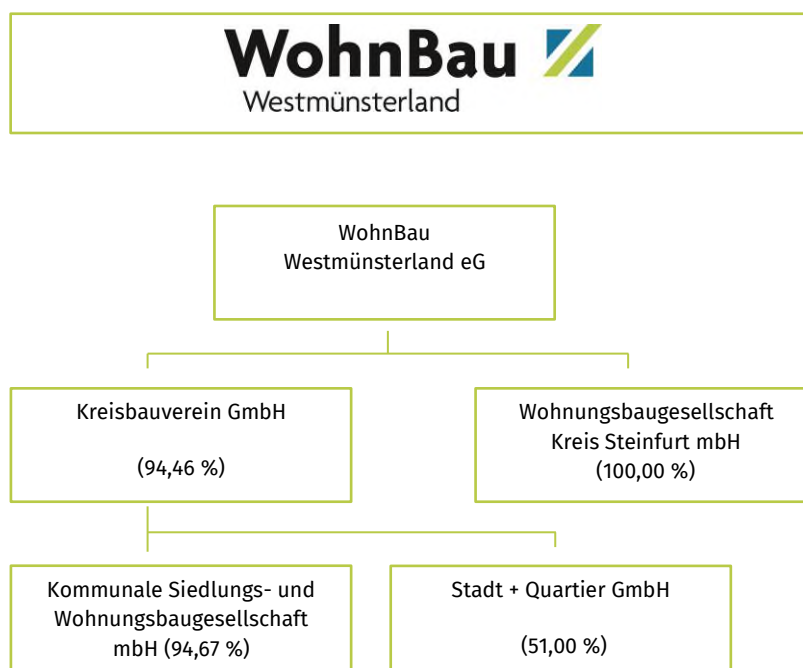 WohnBau
Westmünsterland
WohnBau
Westmünsterland eG
Kreisbauverein GmbH
(94,46 %)
Wohnungsbaugesellschaft
Kreis Steinfurt mbH
(100,00 %)
Kommunale Siedlungs- und
Wohnungsbaugesellschaft
mbH (94,67 %)
Stadt + Quartier GmbH
(51,00 %)